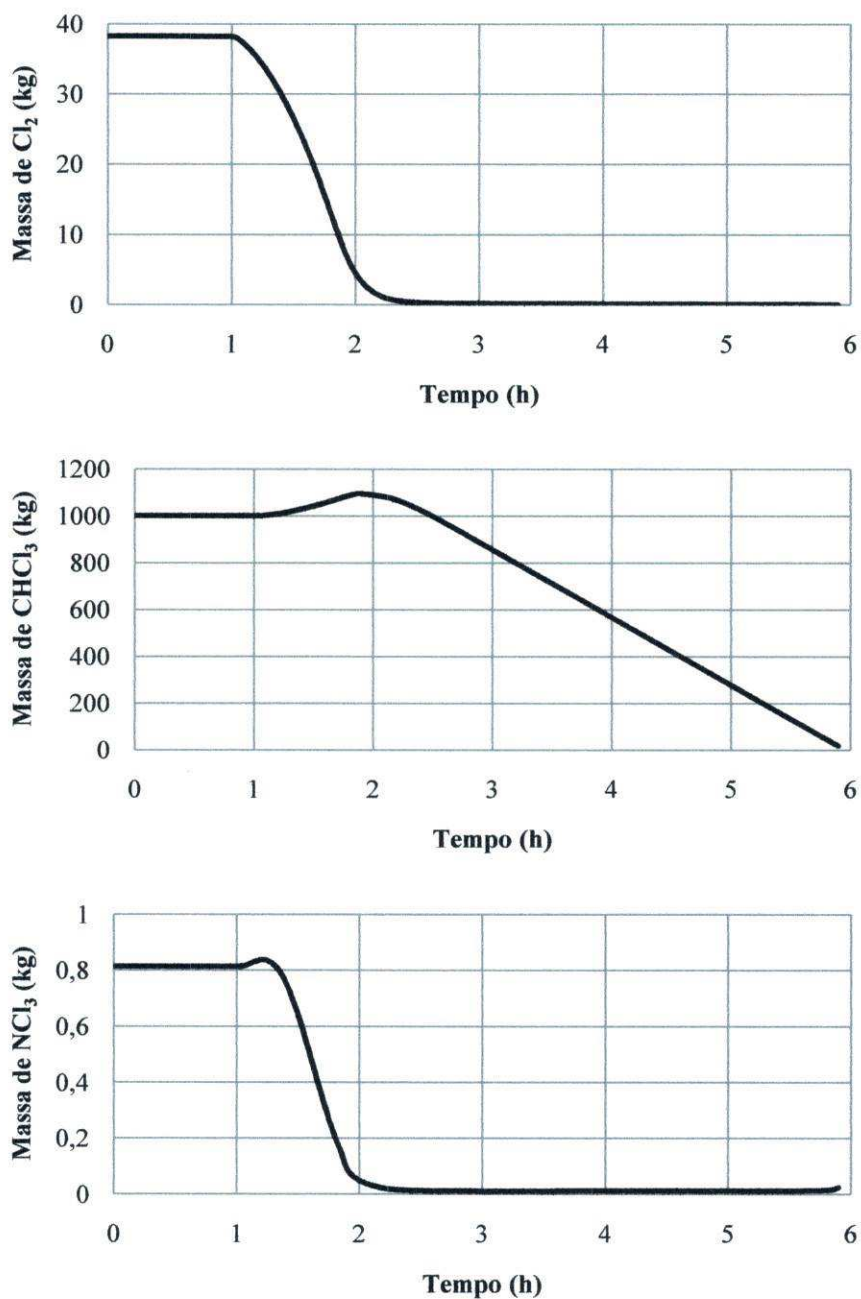 40
30
20
10
0
Massa de Cl₂ (kg)
0 1 2 3 4 5 6
Tempo (h)
1200
1000
800
600
400
200
0
Massa de CHCl₃ (kg)
0 1 2 3 4 5 6
Tempo (h)
1
0,8
0,6
0,4
0,2
0
Massa de NCl₃ (kg)
0 1 2 3 4 5 6
Tempo (h)